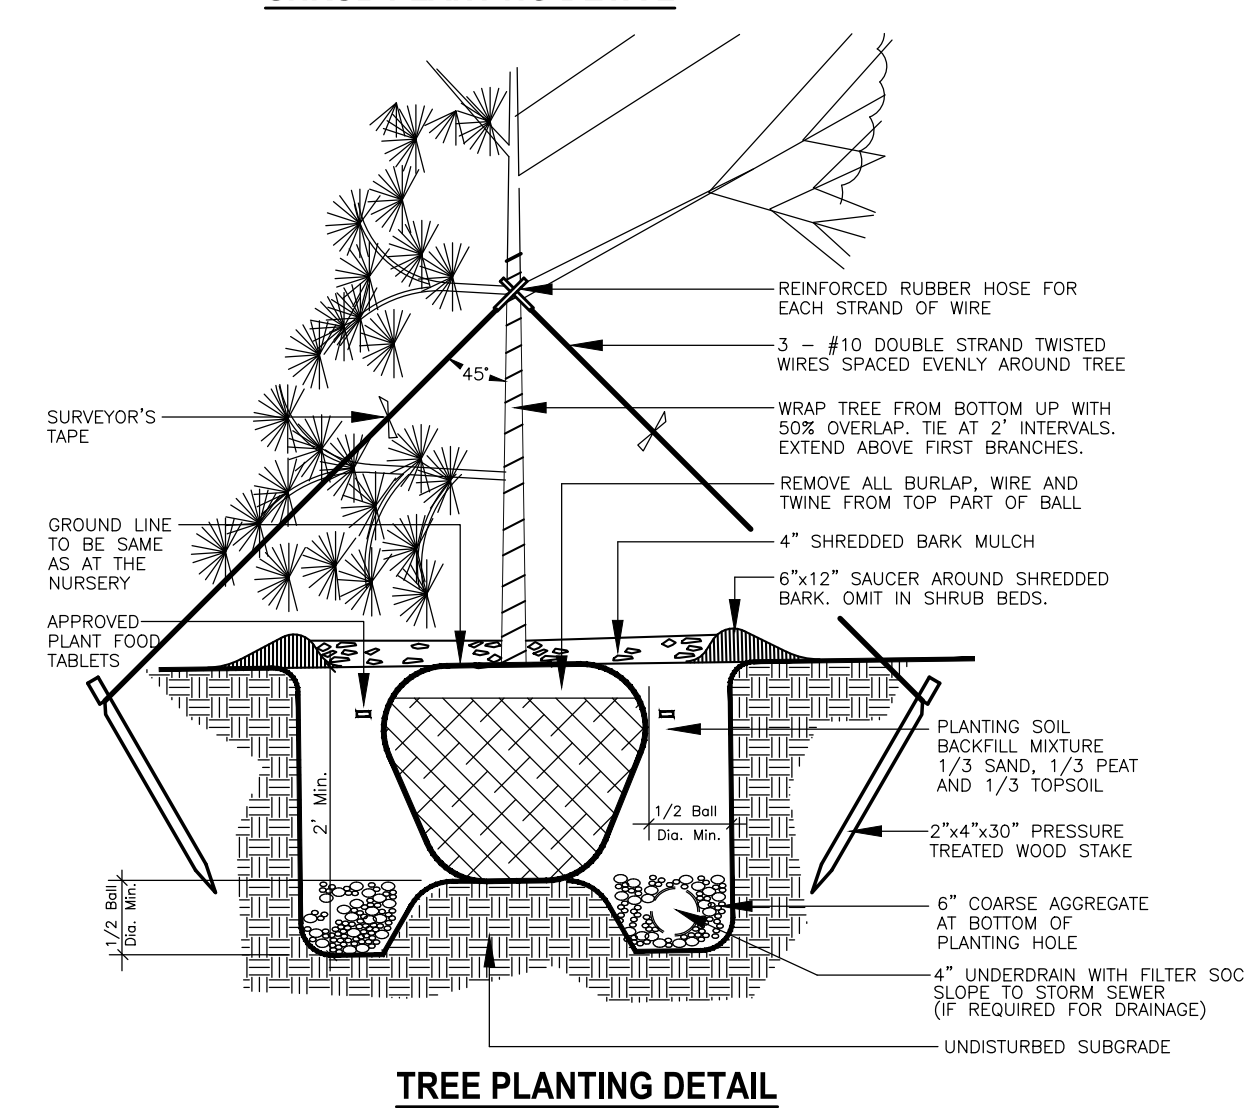 REINFORCED RUBBER HOSE FOR
EACH STRAND OF WIRE
3 - #10 DOUBLE STRAND TWISTED
WIRES SPACED EVENLY AROUND TREE
45°
SURVEYOR'S
TAPE
WRAP TREE FROM BOTTOM UP WITH
50% OVERLAP. TIE AT 2' INTERVALS.
EXTEND ABOVE FIRST BRANCHES.
REMOVE ALL BURLAP, WIRE AND
TWINE FROM TOP PART OF BALL
GROUND LINE
TO BE SAME
AS AT THE
NURSERY
4" SHREDDED BARK MULCH
6"x12" SAUCER AROUND SHREDDED
BARK. OMIT IN SHRUB BEDS.
APPROVED
PLANT FOOD
TABLETS
PLANTING SOIL
BACKFILL MIXTURE
1/3 SAND, 1/3 PEAT
AND 1/3 TOPSOIL
2' Min.
1/2 Ball
Dia. Min.
2"x4"x30" PRESSURE
TREATED WOOD STAKE
1/2 Ball
Dia. Min.
6" COARSE AGGREGATE
AT BOTTOM OF
PLANTING HOLE
4" UNDERDRAIN WITH FILTER SOC
SLOPE TO STORM SEWER
(IF REQUIRED FOR DRAINAGE)
UNDISTURBED SUBGRADE
TREE PLANTING DETAIL